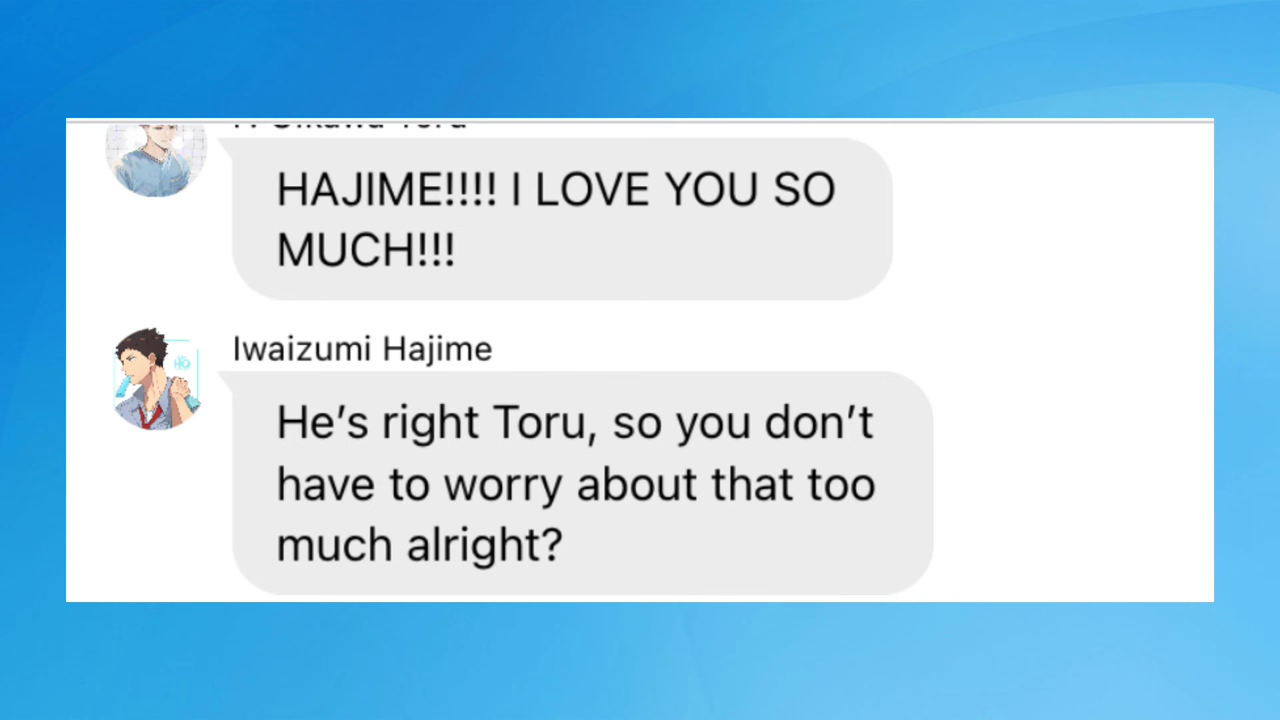 HAJIME!!!! I LOVE YOU SO
MUCH!!!
Iwaizumi Hajime
He’s right Toru, so you don’t
have to worry about that too
much alright?